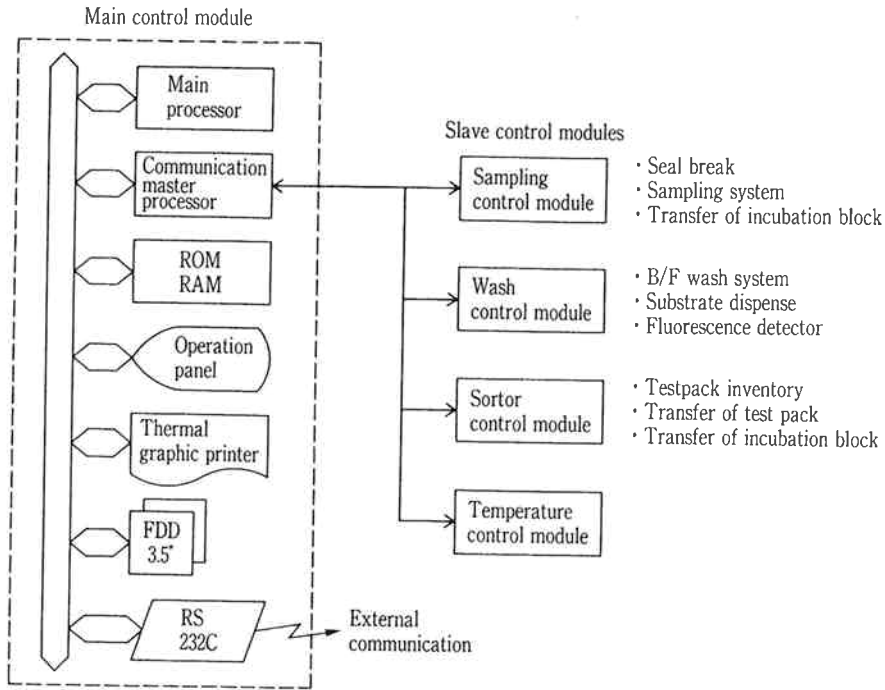 Main control module
Main
processor
Communication
master
processor
ROM
RAM
Operation
panel
Thermal
graphic printer
FDD
3.5"
RS
232C
External
communication
Slave control modules
Sampling
control module
・Seal break
・Sampling system
・Transfer of incubation block
Wash
control module
・B/F wash system
・Substrate dispense
・Fluorescence detector
Sortor
control module
・Testpack inventory
・Transfer of test pack
・Transfer of incubation block
Temperature
control module